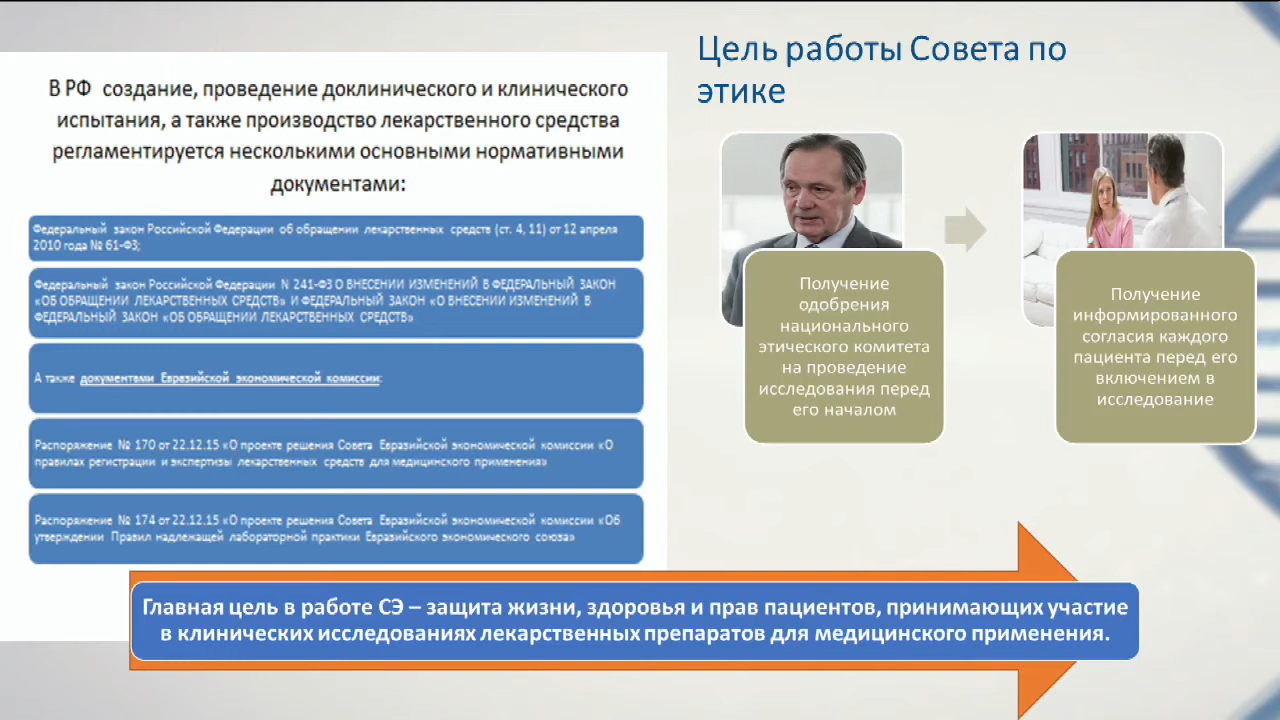 В РФ создание, проведение доклинического и клинического
испытания, а также производство лекарственного средства
регламентируется несколькими основными нормативными
документами:
Федеральный закон Российской Федерации об обращении лекарственных средств (ст. 4, 11) от 12 апреля
2010 года № 61-ФЗ;
Федеральный закон Российской Федерации N 241-ФЗ О ВНЕСЕНИИ ИЗМЕНЕНИЙ В ФЕДЕРАЛЬНЫЙ ЗАКОН
«ОБ ОБРАЩЕНИИ ЛЕКАРСТВЕННЫХ СРЕДСТВ» И ФЕДЕРАЛЬНЫЙ ЗАКОН «О ВНЕСЕНИИ ИЗМЕНЕНИЙ В
ФЕДЕРАЛЬНЫЙ ЗАКОН «ОБ ОБРАЩЕНИИ ЛЕКАРСТВЕННЫХ СРЕДСТВ»
А также документами Евразийской экономической комиссии:
Распоряжение № 170 от 22.12.15 «О проекте решения Совета Евразийской экономической комиссии «О
правилах регистрации и экспертизы лекарственных средств для медицинского применения»
Распоряжение № 174 от 22.12.15 «О проекте решения Совета Евразийской экономической комиссии «Об
утверждении Правил надлежащей лабораторной практики Евразийского экономического союза»
Цель работы Совета по
этике
Получение
одобрения
национального
этического комитета
на проведение
исследования перед
его началом
Получение
информированного
согласия каждого
пациента перед его
включением в
исследование
Главная цель в работе СЭ – защита жизни, здоровья и прав пациентов, принимающих участие
в клинических исследованиях лекарственных препаратов для медицинского применения.